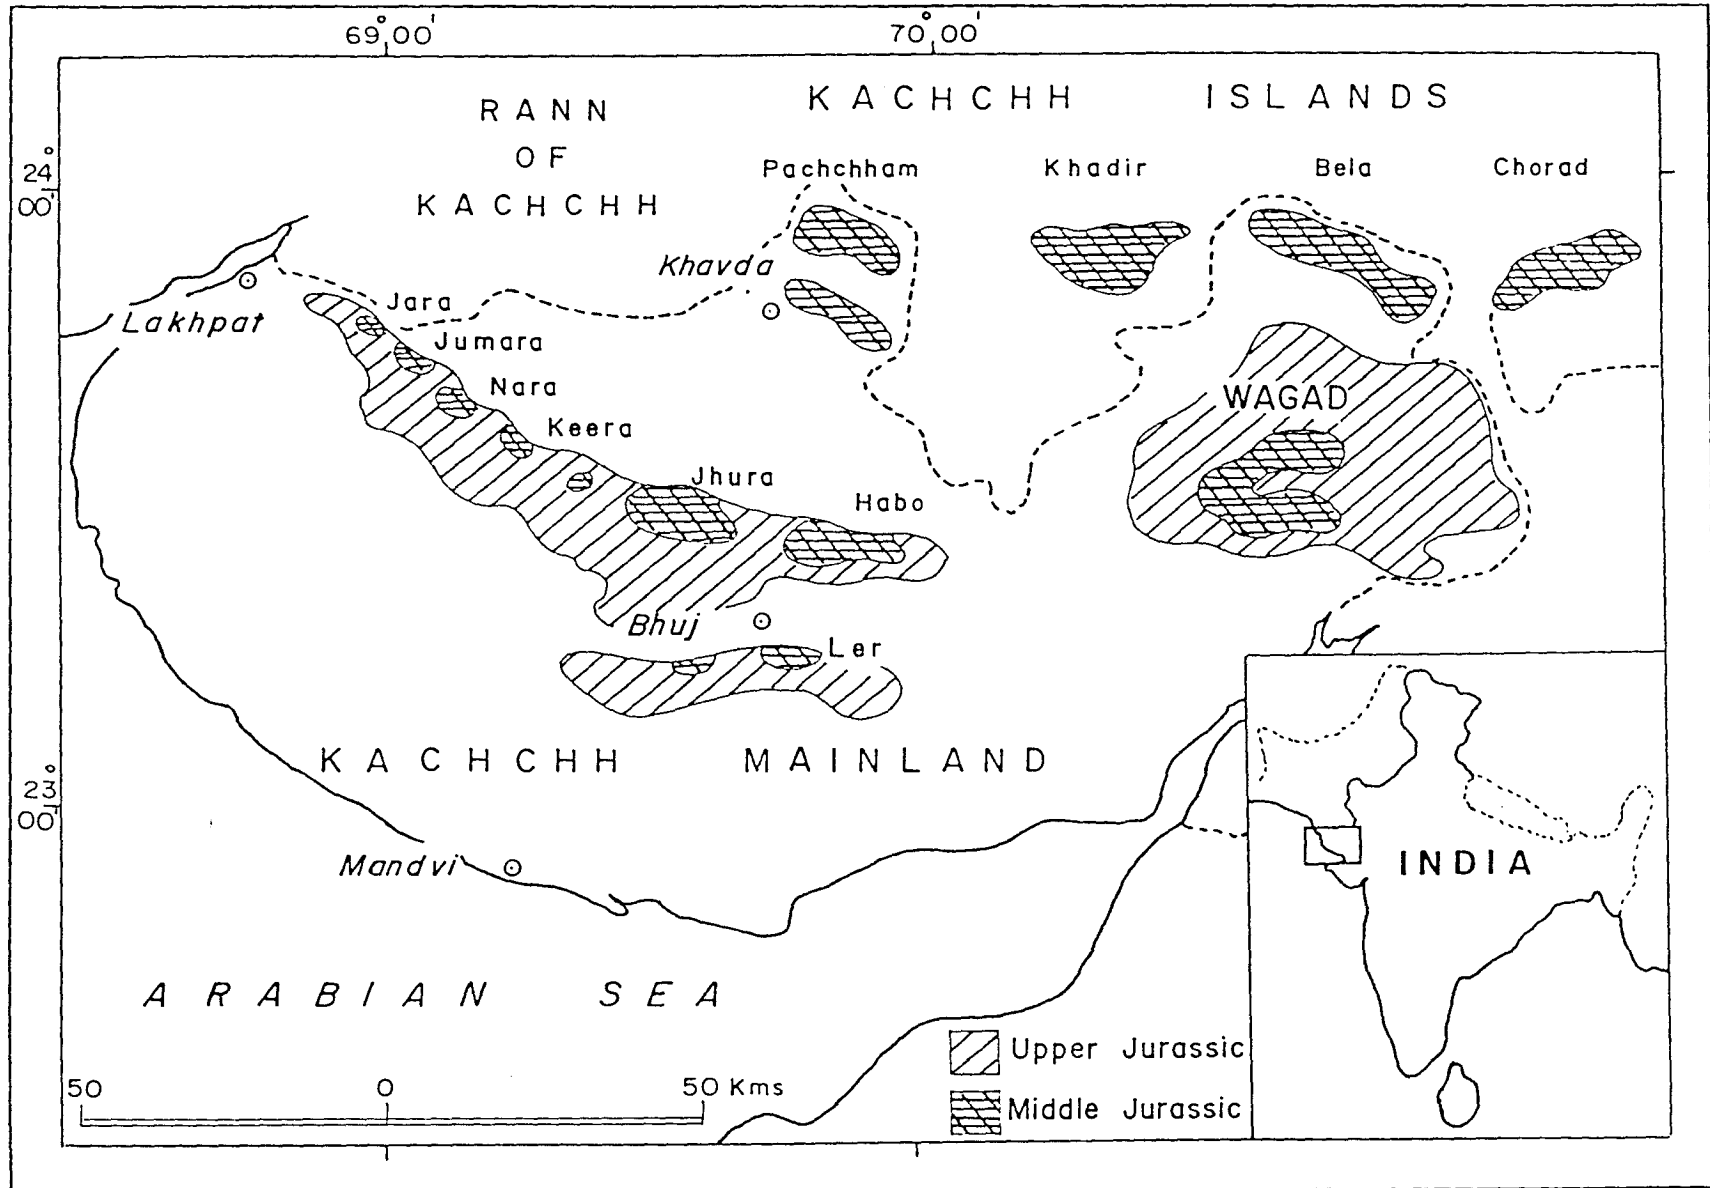 69°00'
70°00'
RANN
OF
KACHCHH
KACHCHH ISLANDS
24°
00'
Pachchham
Khadir
Bela
Chorad
Khavda
Lakhpat
Jara
Jumara
Nara
Keera
Jhura
Habo
WAGAD
Bhuj
Ler
KACHCHH MAINLAND
23°
00'
Mandvi
INDIA
ARABIAN SEA
Upper Jurassic
Middle Jurassic
50 0 50 Kms